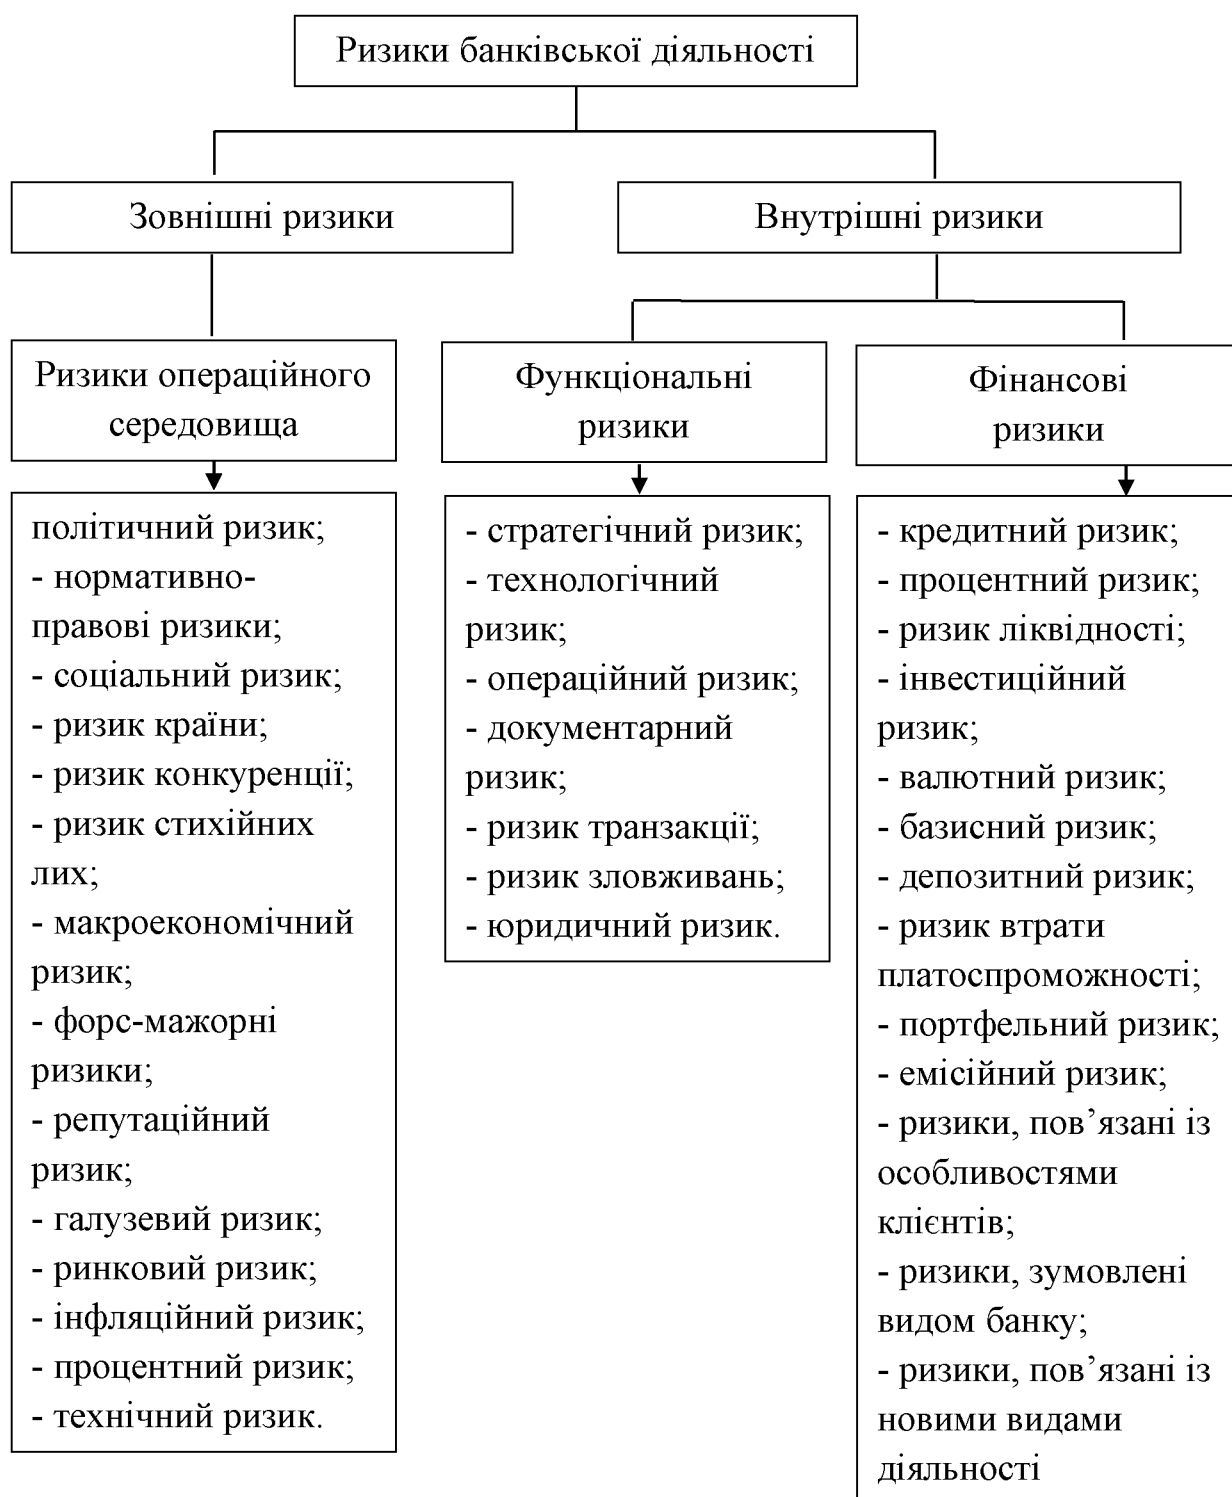 Ризики банківської діяльності
Зовнішні ризики
Внутрішні ризики
Ризики операційного
середовища
Функціональні
ризики
Фінансові
ризики
політичний ризик;
- нормативно-
правові ризики;
- соціальний ризик;
- ризик країни;
- ризик конкуренції;
- ризик стихійних
лих;
- макроекономічний
ризик;
- форс-мажорні
ризики;
- репутаційний
ризик;
- галузевий ризик;
- ринковий ризик;
- інфляційний ризик;
- процентний ризик;
- технічний ризик.
- стратегічний ризик;
- технологічний
ризик;
- операційний ризик;
- документарний
ризик;
- ризик транзакції;
- ризик зловживань;
- юридичний ризик.
- кредитний ризик;
- процентний ризик;
- ризик ліквідності;
- інвестиційний
ризик;
- валютний ризик;
- базисний ризик;
- депозитний ризик;
- ризик втрати
платоспроможності;
- портфельний ризик;
- емісійний ризик;
- ризики, пов’язані із
особливостями
клієнтів;
- ризики, зумовлені
видом банку;
- ризики, пов’язані із
новими видами
діяльності